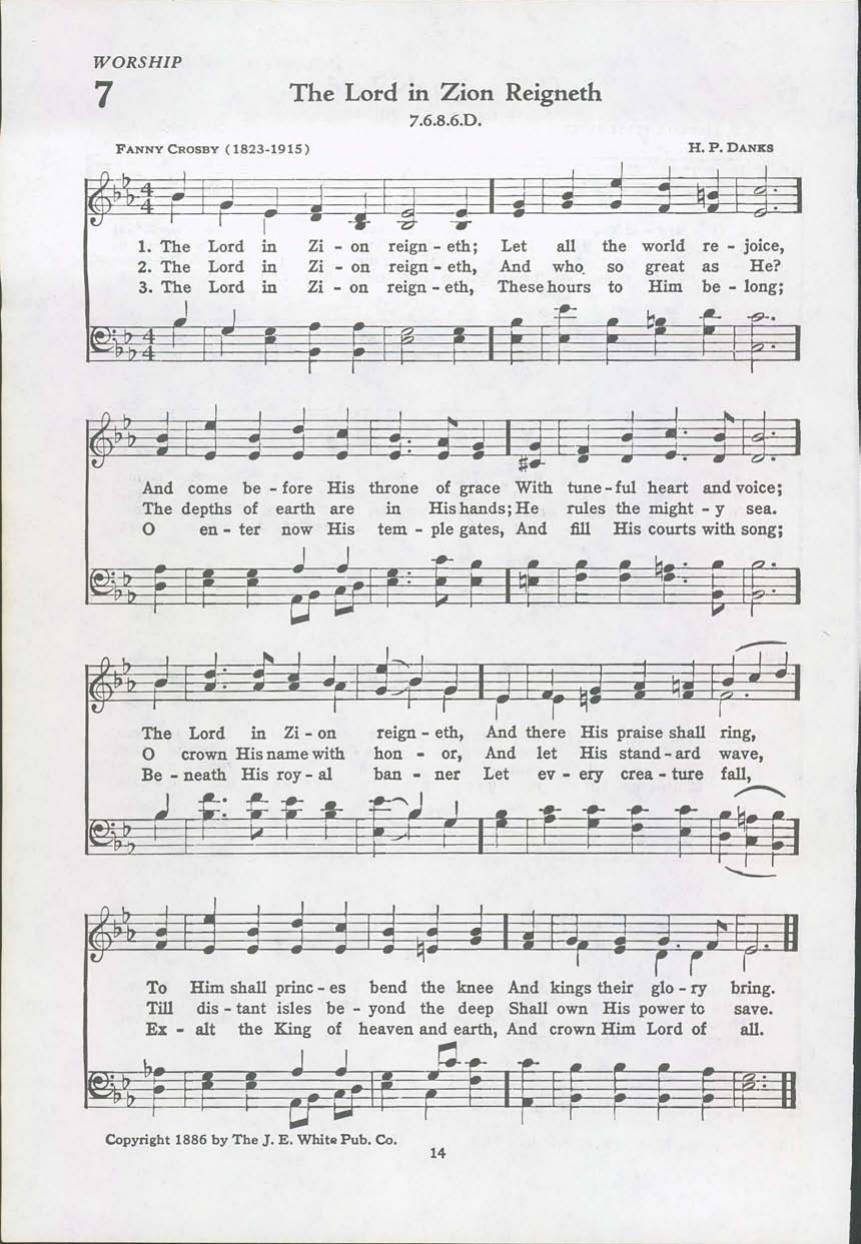 WORSHIP
7
The Lord in Zion Reigneth
7.6.8.6.D.
FANNY CROSBY (1823-1915) H. P. DANKS
4
4
1. The Lord in Zi - on reign - eth; Let all the world re - joice,
2. The Lord in Zi - on reign - eth, And who so great as He?
3. The Lord in Zi - on reign - eth, These hours to Him be - long;
4
4
And come be - fore His throne of grace With tune - ful heart and voice;
The depths of earth are in His hands; He rules the might - y sea.
O en - ter now His tem - ple gates, And fill His courts with song;
The Lord in Zi - on reign - eth, And there His praise shall ring,
O crown His name with hon - or, And let His stand - ard wave,
Be - neath His roy - al ban - ner Let ev - ery crea - ture fall,
To Him shall princ - es bend the knee And kings their glo - ry bring.
Till dis - tant isles be - yond the deep Shall own His power to save.
Ex - alt the King of heaven and earth, And crown Him Lord of all.
Copyright 1886 by The J. E. White Pub. Co.
14